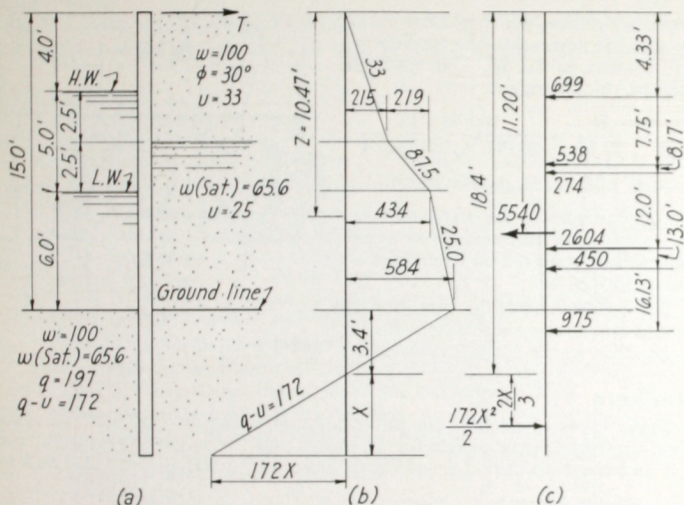 T
4.0'
w=100
ϕ=30°
u=33
H.W.
2.5'
5.0'
15.0'
2.5'
L.W.
w(Sat.)=65.6
u=25
6.0'
Ground line
w=100
w(Sat.)=65.6
q=197
q-u=172
(a)
33
Z=10.47'
215
219
87.5
434
25.0
584
3.4'
q-u=172
X
172X
(b)
4.33'
11.20'
699
7.75'
8.17'
18.4'
538
274
12.0'
13.0'
5540
2604
450
16.13'
975
2X
3
172X²
2
(c)